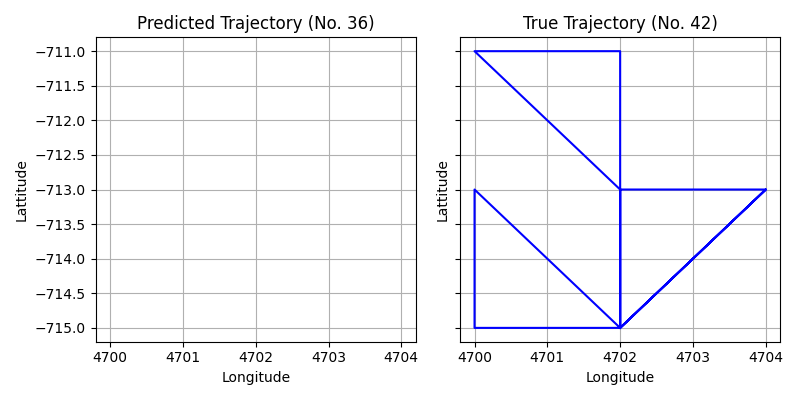 Predicted Trajectory (No. 36)
True Trajectory (No. 42)
−711.0
−711.5
−712.0
−712.5
−713.0
−713.5
−714.0
−714.5
−715.0
Lattitude
Lattitude
4700 4701 4702 4703 4704
4700 4701 4702 4703 4704
Longitude
Longitude